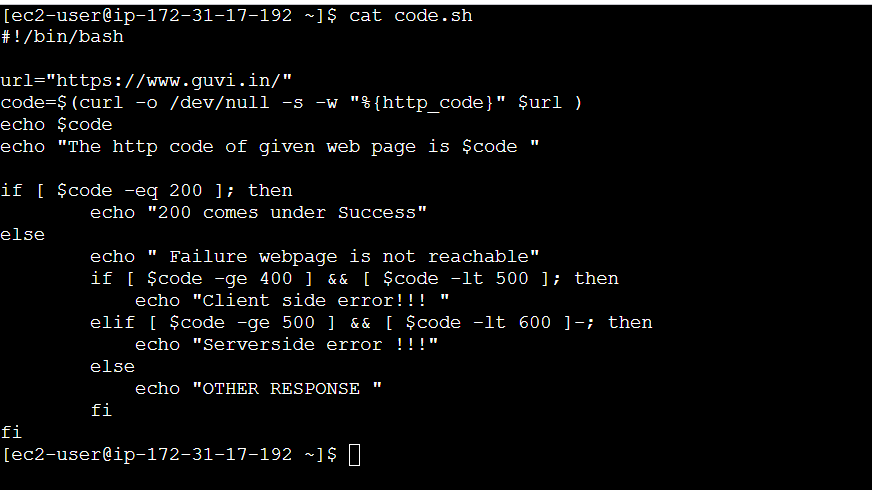 [ec2-user@ip-172-31-17-192 ~]$ cat code.sh
#!/bin/bash

url="https://www.guvi.in/"
code=$(curl -o /dev/null -s -w "%{http_code}" $url )
echo $code
echo "The http code of given web page is $code "

if [ $code -eq 200 ]; then
        echo "200 comes under Success"
else
        echo " Failure webpage is not reachable"
        if [ $code -ge 400 ] && [ $code -lt 500 ]; then
            echo "Client side error!!! "
        elif [ $code -ge 500 ] && [ $code -lt 600 ]-; then
            echo "Serverside error !!!"
        else
            echo "OTHER RESPONSE "
        fi
fi
[ec2-user@ip-172-31-17-192 ~]$